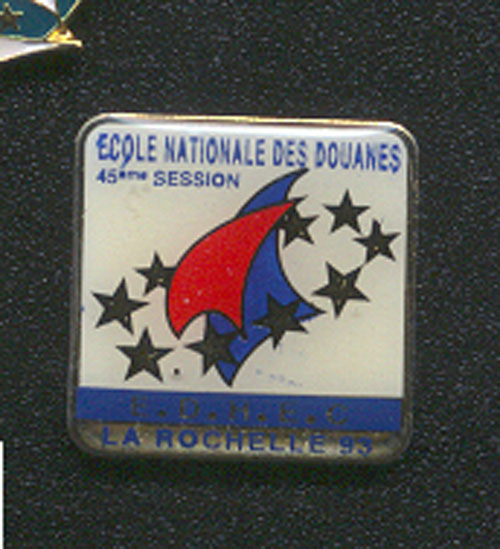 ECOLE NATIONALE DES DOUANES
45ème SESSION
E.D.H.E.C
LA ROCHELLE 93